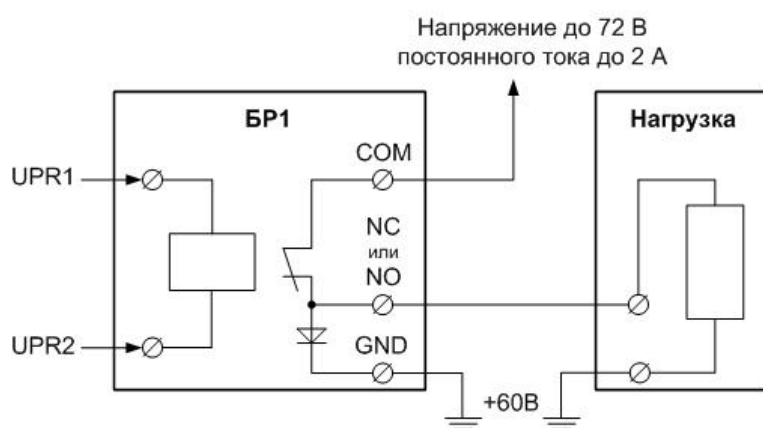 Напряжение до 72 В
постоянного тока до 2 А
БР1
Нагрузка
COM
UPR1
NC
или
NO
UPR2
GND
+60В